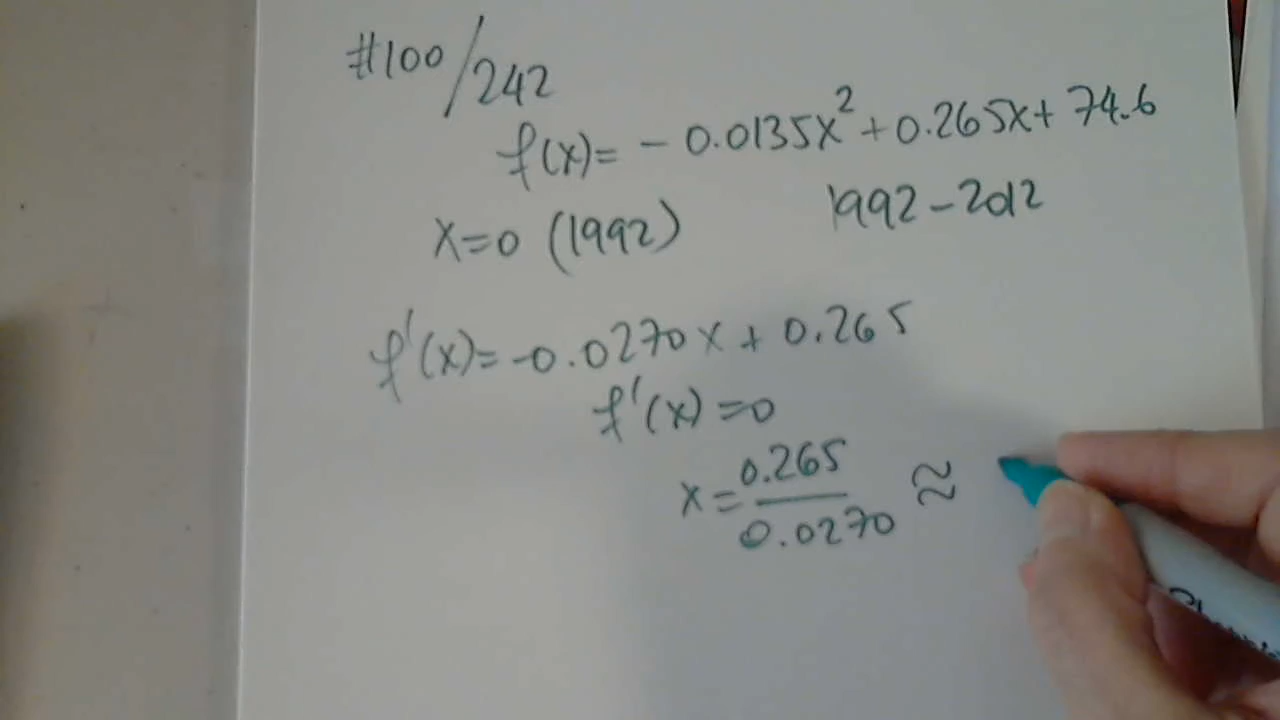 #100/242
f(x)= - 0.0135x²+0.265x+74.6
x=0 (1992) 1992-2012
f'(x)=-0.0270x+0.265
f'(x)=0
x=0.265/0.0270 ≈